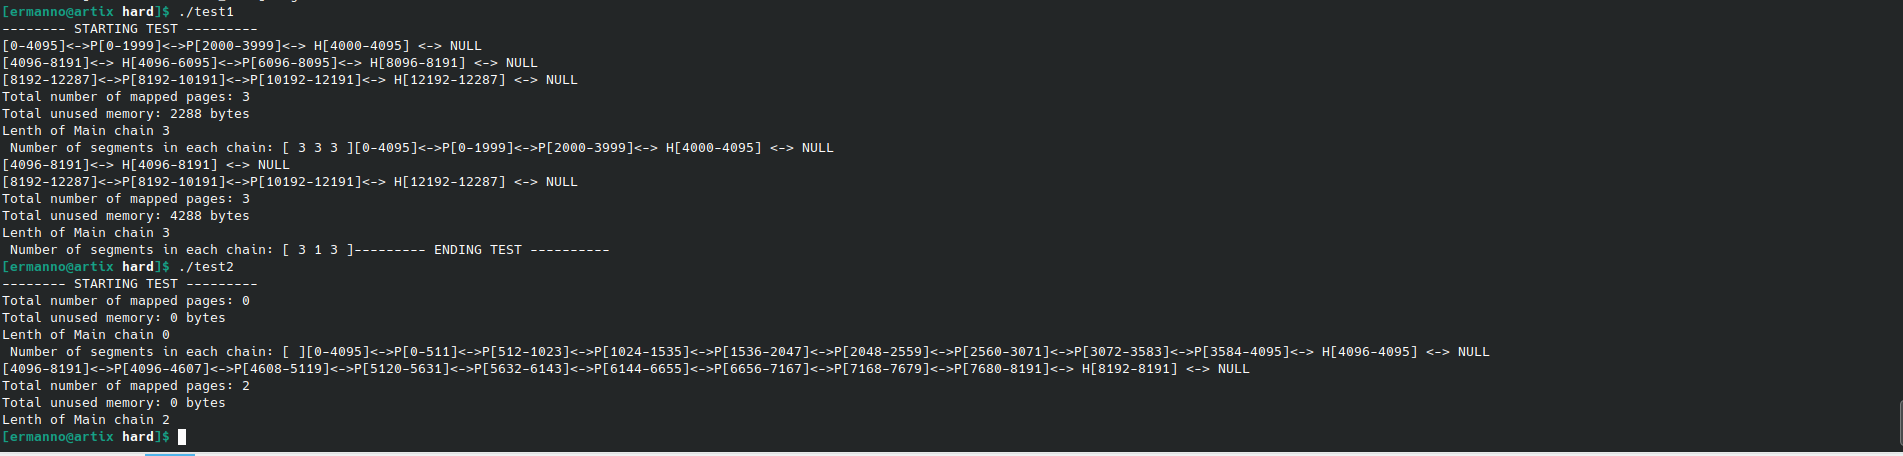 [ermanno@artix hard]$ ./test1
-------- STARTING TEST ---------
[0-4095]<->P[0-1999]<->P[2000-3999]<-> H[4000-4095] <-> NULL
[4096-8191]<-> H[4096-6095]<->P[6096-8095]<-> H[8096-8191] <-> NULL
[8192-12287]<->P[8192-10191]<->P[10192-12191]<-> H[12192-12287] <-> NULL
Total number of mapped pages: 3
Total unused memory: 2288 bytes
Lenth of Main chain 3
 Number of segments in each chain: [ 3 3 3 ][0-4095]<->P[0-1999]<->P[2000-3999]<-> H[4000-4095] <-> NULL
[4096-8191]<-> H[4096-8191] <-> NULL
[8192-12287]<->P[8192-10191]<->P[10192-12191]<-> H[12192-12287] <-> NULL
Total number of mapped pages: 3
Total unused memory: 4288 bytes
Lenth of Main chain 3
 Number of segments in each chain: [ 3 1 3 ]--------- ENDING TEST ----------
[ermanno@artix hard]$ ./test2
-------- STARTING TEST ---------
Total number of mapped pages: 0
Total unused memory: 0 bytes
Lenth of Main chain 0
 Number of segments in each chain: [ ][0-4095]<->P[0-511]<->P[512-1023]<->P[1024-1535]<->P[1536-2047]<->P[2048-2559]<->P[2560-3071]<->P[3072-3583]<->P[3584-4095]<-> H[4096-4095] <-> NULL
[4096-8191]<->P[4096-4607]<->P[4608-5119]<->P[5120-5631]<->P[5632-6143]<->P[6144-6655]<->P[6656-7167]<->P[7168-7679]<->P[7680-8191]<-> H[8192-8191] <-> NULL
Total number of mapped pages: 2
Total unused memory: 0 bytes
Lenth of Main chain 2
[ermanno@artix hard]$